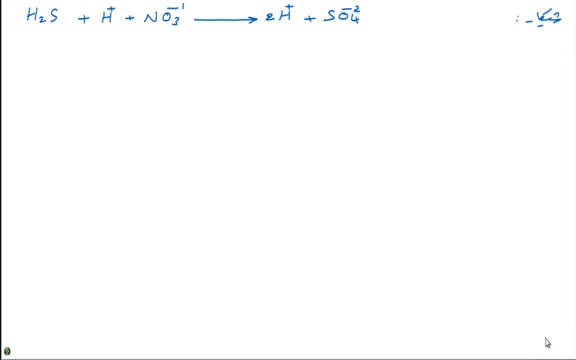 H₂S + H⁺ + NO₃⁻¹ ⟶ 2H⁺ + SO₄⁻²